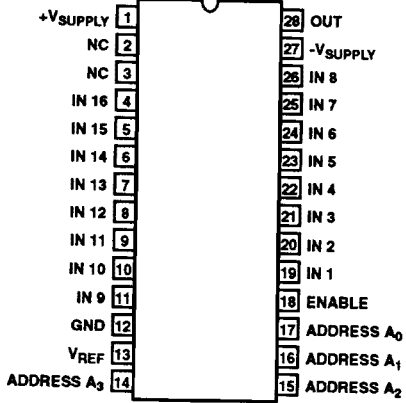 +VSUPPLY 1
NC 2
NC 3
IN 16 4
IN 15 5
IN 14 6
IN 13 7
IN 12 8
IN 11 9
IN 10 10
IN 9 11
GND 12
VREF 13
ADDRESS A3 14
28 OUT
27 -VSUPPLY
26 IN 8
25 IN 7
24 IN 6
23 IN 5
22 IN 4
21 IN 3
20 IN 2
19 IN 1
18 ENABLE
17 ADDRESS A0
16 ADDRESS A1
15 ADDRESS A2